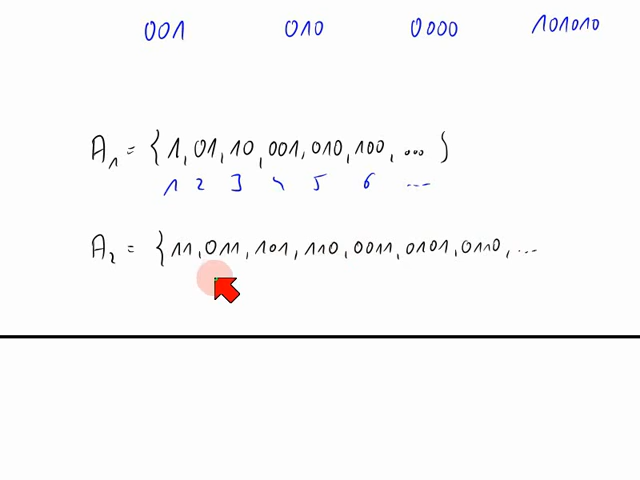 001 010 0000 101010
A₁ = { 1, 01, 10, 001, 010, 100, ... }
1 2 3 4 5 6 ...
A₂ = { 11, 011, 101, 110, 0011, 0101, 0110, ...